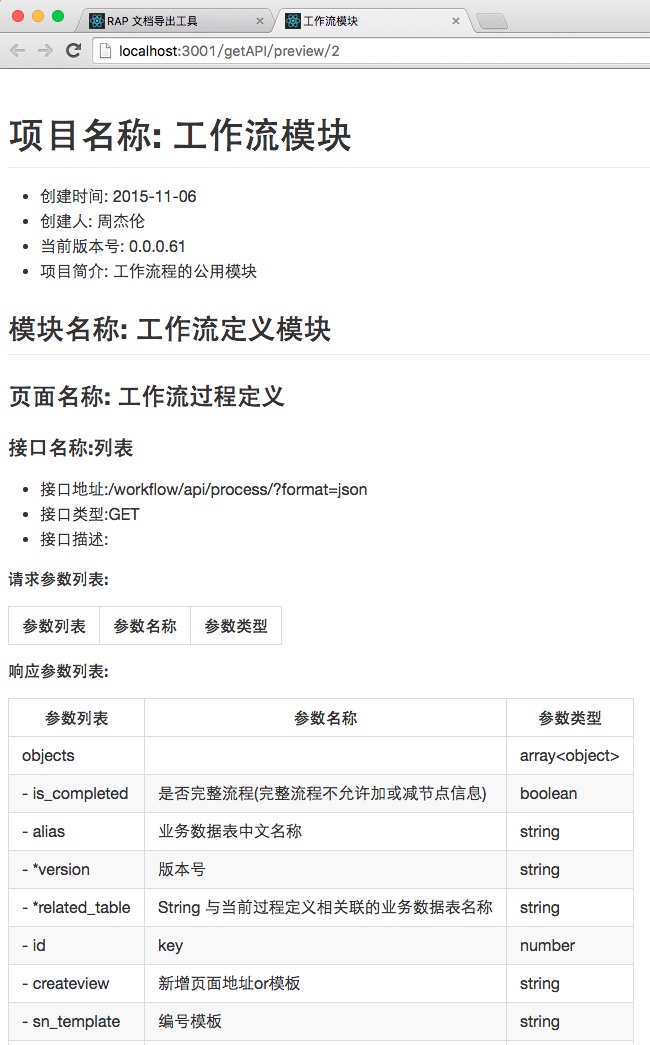 RAP 文档导出工具
工作流模块
localhost:3001/getAPI/preview/2
项目名称: 工作流模块
创建时间: 2015-11-06
创建人: 周杰伦
当前版本号: 0.0.0.61
项目简介: 工作流程的公用模块
模块名称: 工作流定义模块
页面名称: 工作流过程定义
接口名称:列表
接口地址:/workflow/api/process/?format=json
接口类型:GET
接口描述:
请求参数列表:
参数列表 参数名称 参数类型
响应参数列表:
参数列表 参数名称 参数类型
objects array<object>
- is_completed 是否完整流程(完整流程不允许加或减节点信息) boolean
- alias 业务数据表中文名称 string
- *version 版本号 string
- *related_table String 与当前过程定义相关联的业务数据表名称 string
- id key number
- createview 新增页面地址or模板 string
- sn_template 编号模板 string